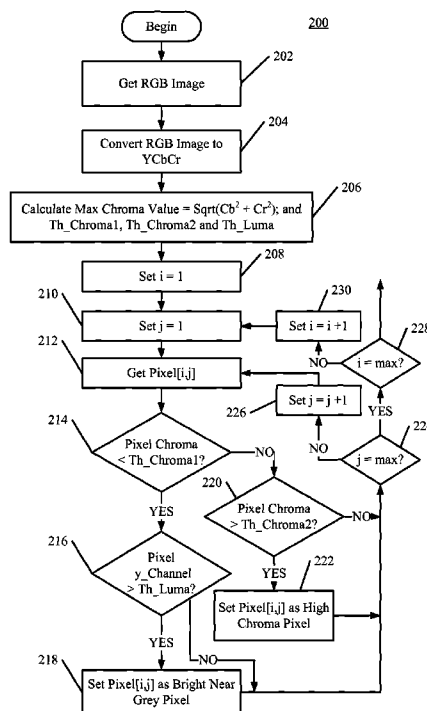 Begin
200
202
Get RGB Image
204
Convert RGB Image to
YCbCr
206
Calculate Max Chroma Value = Sqrt(Cb² + Cr²); and
Th_Chroma1, Th_Chroma2 and Th_Luma
208
Set i = 1
210
Set j = 1
230
Set i = i +1
228
i = max?
NO
212
Get Pixel[i,j]
226
Set j = j +1
YES
j = max?
NO
214
Pixel Chroma
< Th_Chroma1?
NO
220
Pixel Chroma
> Th_Chroma2?
NO
YES
216
Pixel
y_Channel
> Th_Luma?
YES
222
Set Pixel[i,j] as High
Chroma Pixel
YES
NO
218
Set Pixel[i,j] as Bright Near
Grey Pixel